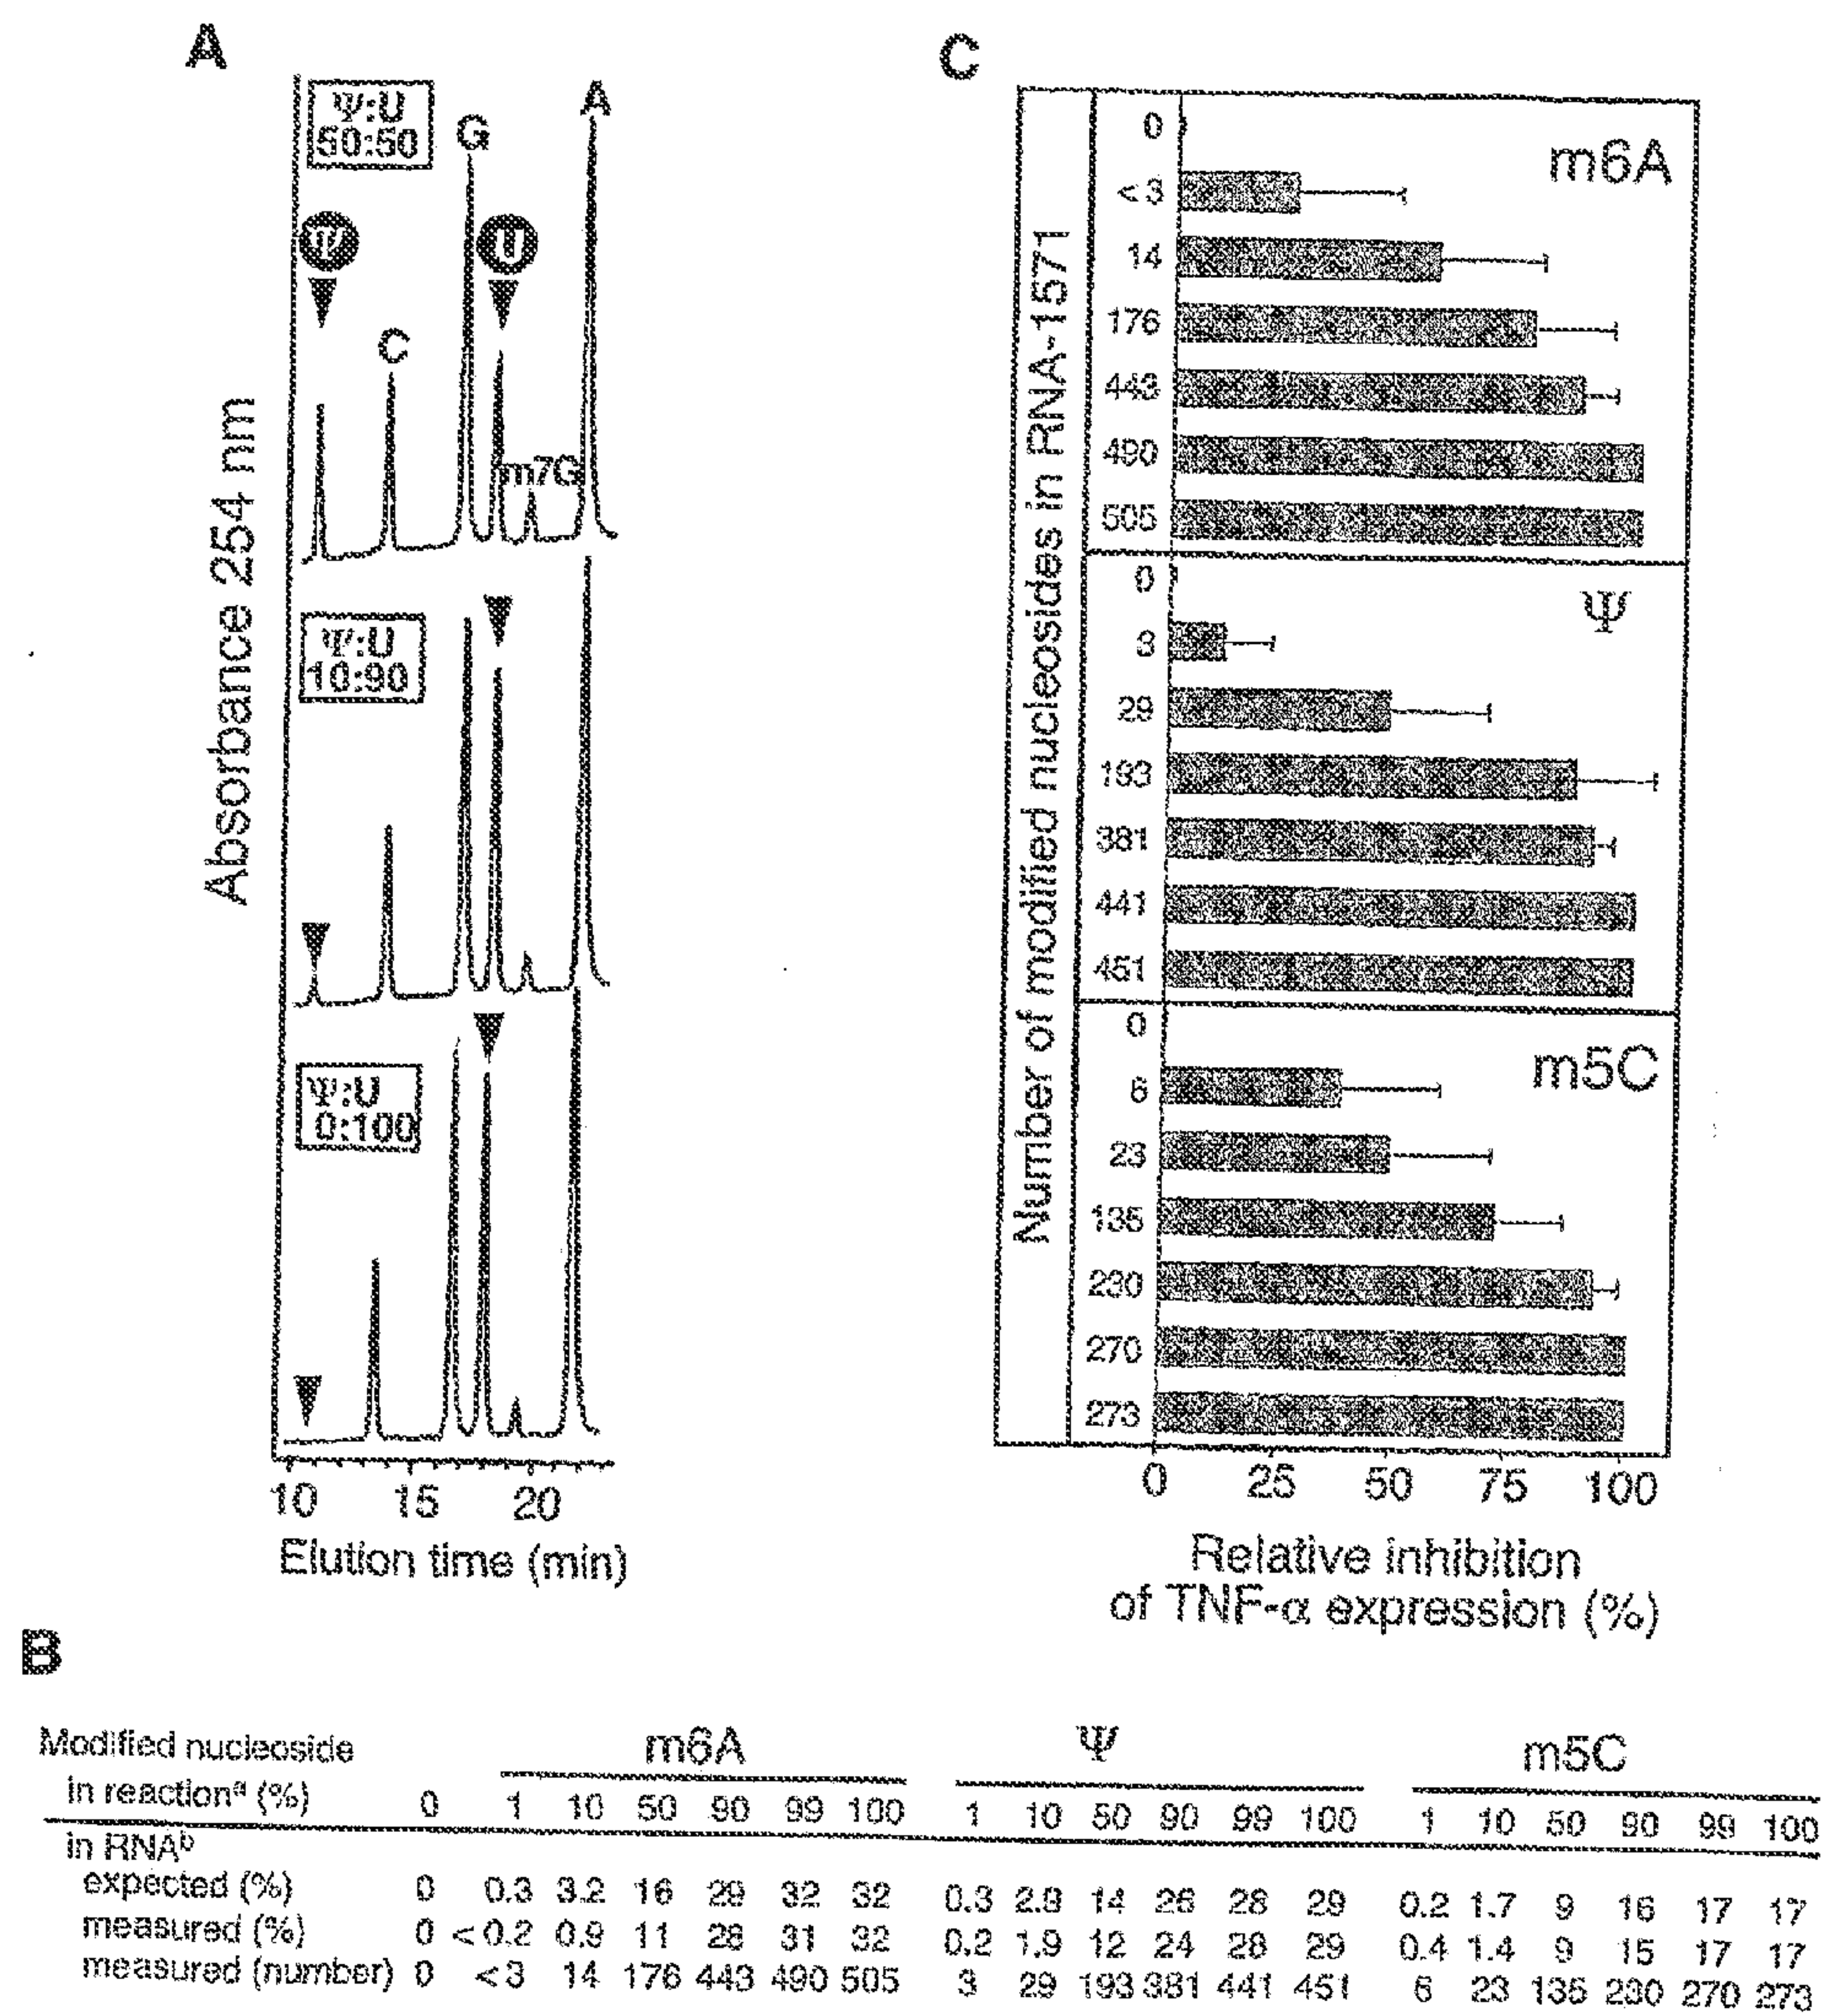 A
Ψ:U
50:50
Ψ
C
G
U
m7G
A
Ψ:U
10:90
Ψ:U
0:100
Absorbance 254 nm
10 15 20
Elution time (min)
C
Number of modified nucleosides in RNA-1571
m6A
0
<3
14
176
443
490
505
Ψ
0
3
29
193
381
441
451
m5C
0
6
23
135
230
270
273
0 25 50 75 100
Relative inhibition
of TNF-α expression (%)
B
Modified nucleoside m6A Ψ m5C
in reactionᵃ (%) 0 1 10 50 90 99 100 1 10 50 90 99 100 1 10 50 90 99 100
in RNAᵇ
expected (%) 0 0.3 3.2 16 29 32 32 0.3 2.9 14 26 28 29 0.2 1.7 9 16 17 17
measured (%) 0 <0.2 0.9 11 28 31 32 0.2 1.9 12 24 28 29 0.4 1.4 9 15 17 17
measured (number) 0 <3 14 176 443 490 505 3 29 193 381 441 451 6 23 135 230 270 273